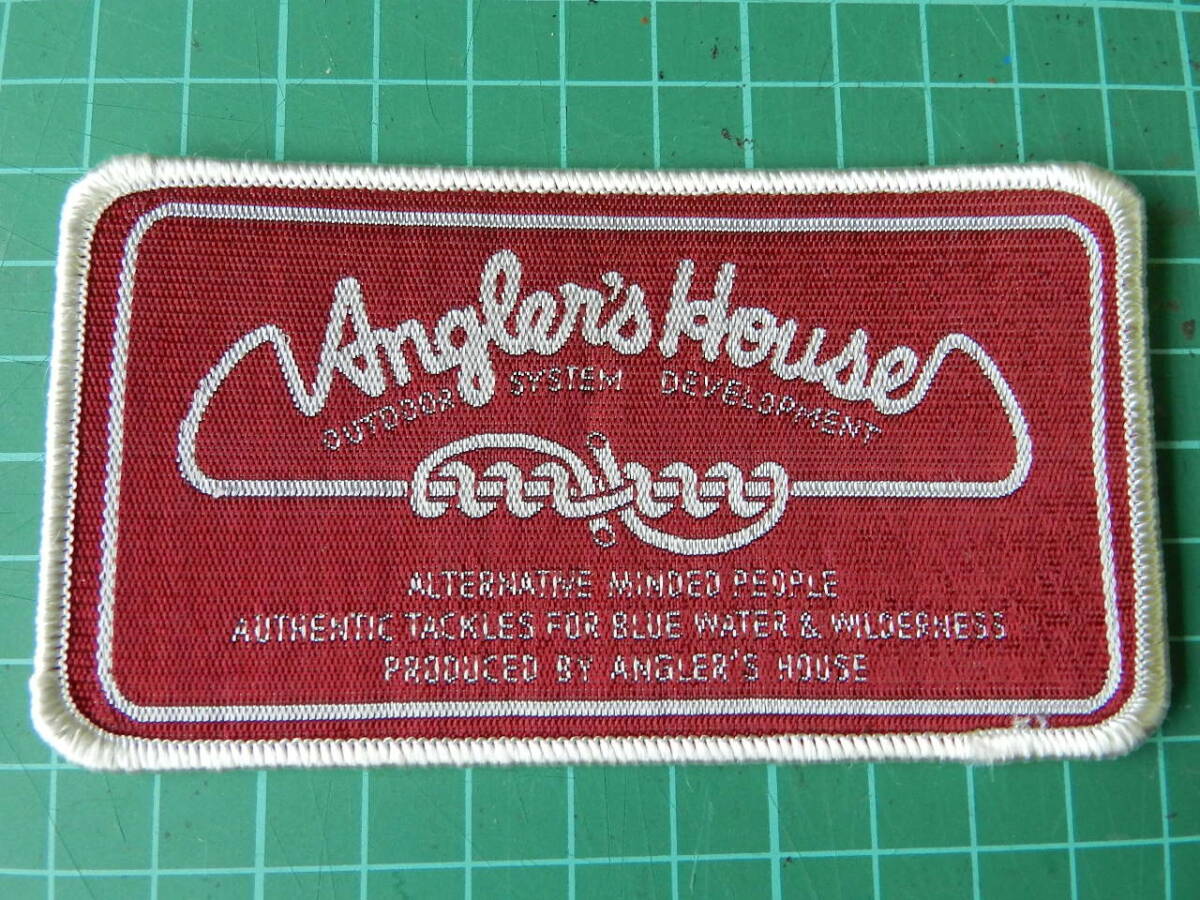 Angler's House
OUTDOOR SYSTEM DEVELOPMENT
ALTERNATIVE MINDED PEOPLE
AUTHENTIC TACKLES FOR BLUE WATER & WILDERNESS
PRODUCED BY ANGLER'S HOUSE